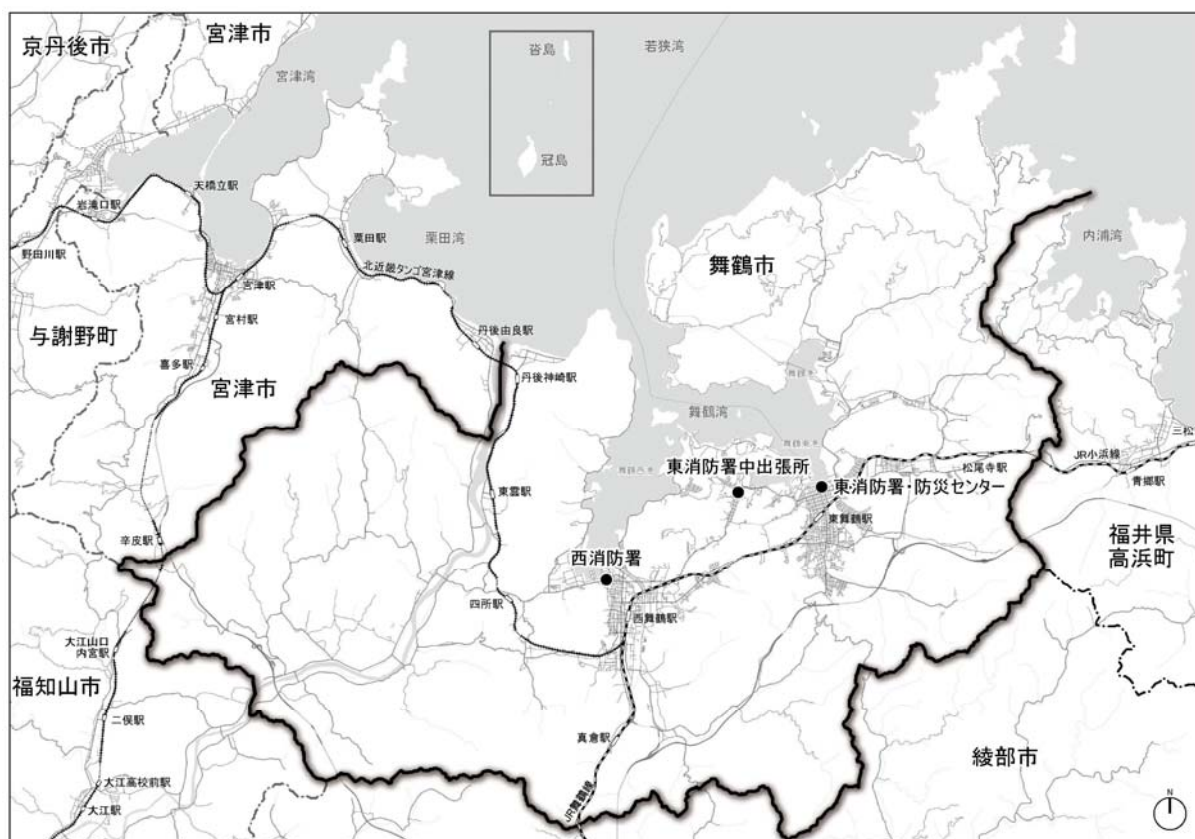 京丹後市
宮津市
宮津湾
沓島
若狭湾
冠島
天橋立駅
岩滝口駅
野田川駅
栗田駅
栗田湾
北近畿タンゴ宮津線
宮津駅
宮村駅
与謝野町
喜多駅
宮津市
丹後由良駅
丹後神崎駅
舞鶴市
内浦湾
舞鶴湾
東消防署中出張所
東消防署・防災センター
松尾寺駅
JR小浜線
三松
青郷駅
東雲駅
東舞鶴駅
福井県
高浜町
辛皮駅
西消防署
四所駅
西舞鶴駅
大江山口
内宮駅
福知山市
二俣駅
真倉駅
綾部市
大江高校前駅
大江駅
JR舞鶴線
N